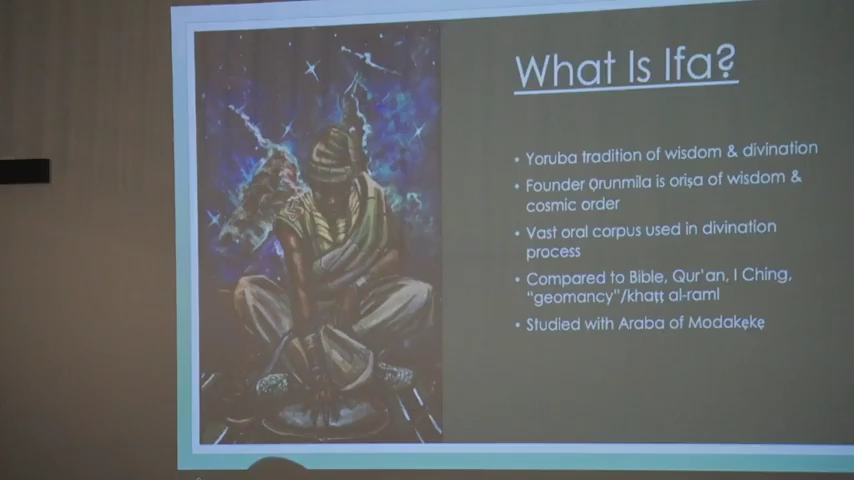 What Is Ifa?
• Yoruba tradition of wisdom & divination
• Founder Ọrunmila is oriṣa of wisdom &
cosmic order
• Vast oral corpus used in divination
process
• Compared to Bible, Qur'an, I Ching,
"geomancy"/khaṭṭ al-raml
• Studied with Araba of Modakẹkẹ